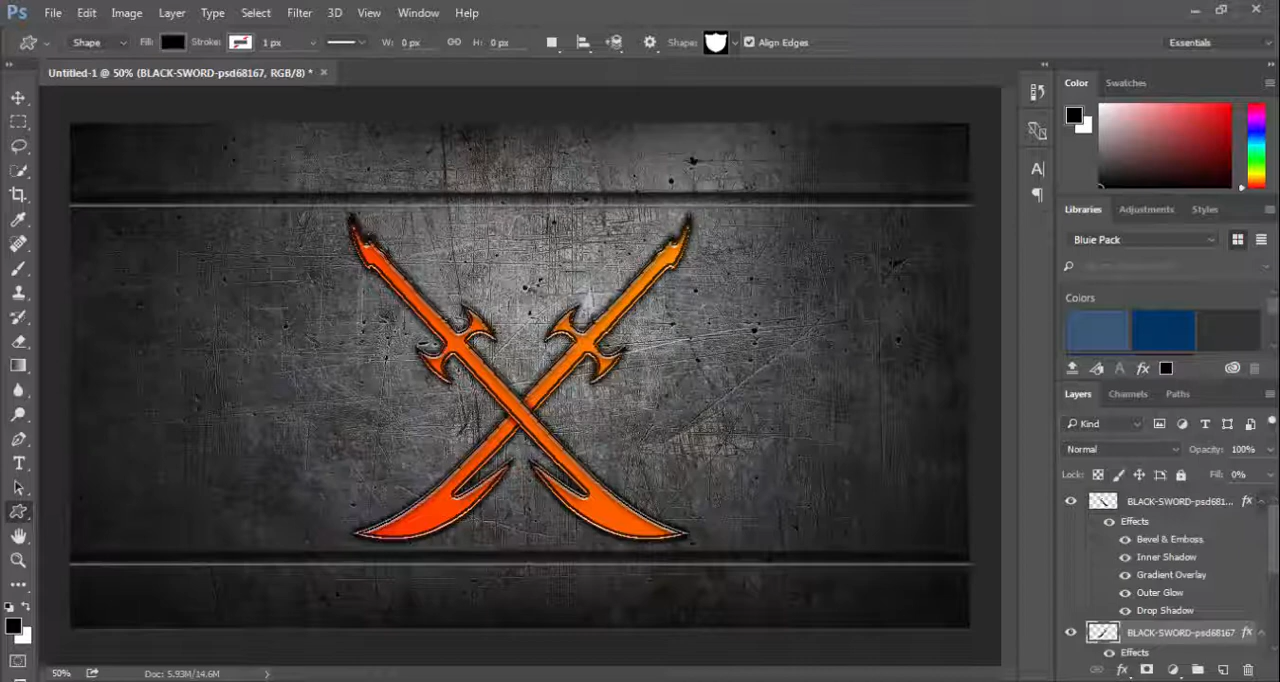 Ps File Edit Image Layer Type Select Filter 3D View Window Help
Shape Fill: Stroke: 1 px W: 0 px H: 0 px Shape: Align Edges Essentials
Untitled-1 @ 50% (BLACK-SWORD-psd68167, RGB/8) * ×
Color Swatches
Libraries Adjustments Styles
Bluie Pack
Colors
Layers Channels Paths
Kind
Normal Opacity: 100%
Lock: Fill: 0%
BLACK-SWORD-psd681... fx
Effects
Bevel & Emboss
Inner Shadow
Gradient Overlay
Outer Glow
Drop Shadow
BLACK-SWORD-psd68167 fx
Effects
50% Doc: 5.93M/14.6M